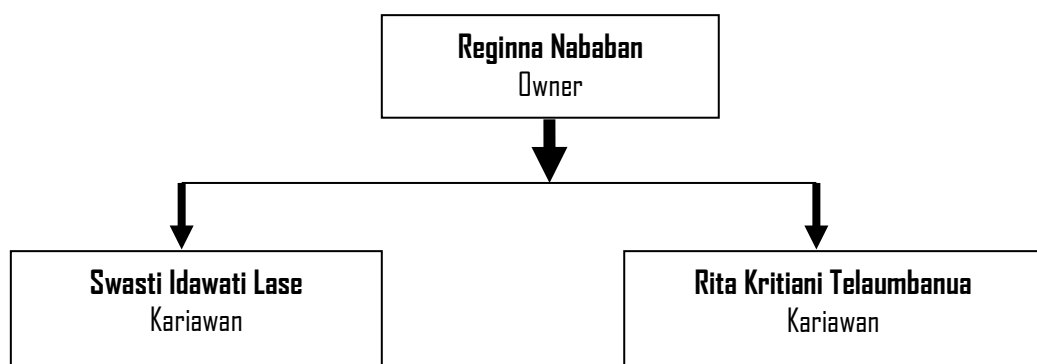 Reginna Nababan
Owner
Swasti Idawati Lase
Kariawan
Rita Kritiani Telaumbanua
Kariawan